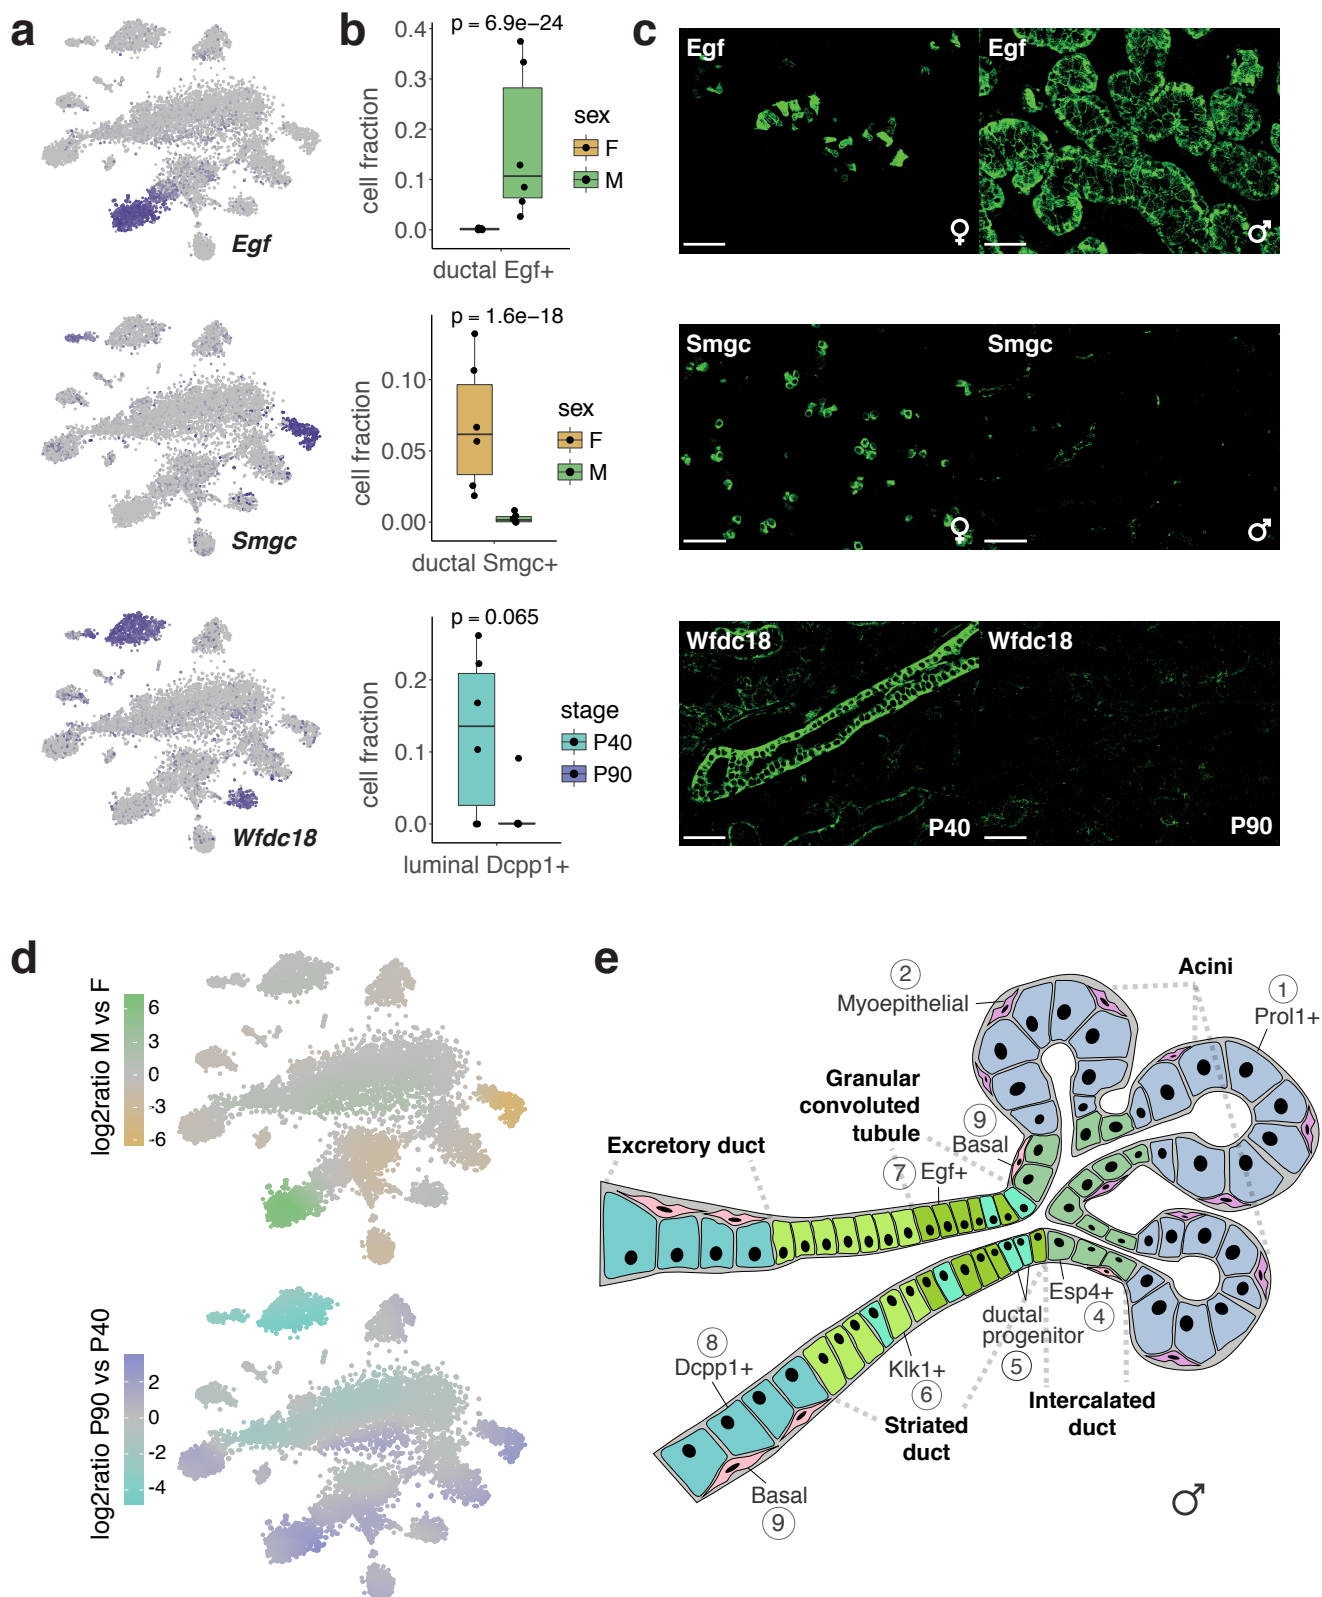 a
Egf
Smgc
Wfdc18
b
p = 6.9e−24
0.4
0.3
0.2
0.1
0.0
cell fraction
ductal Egf+
sex
F
M
p = 1.6e−18
0.10
0.05
0.00
cell fraction
ductal Smgc+
sex
F
M
p = 0.065
0.2
0.1
0.0
cell fraction
luminal Dcpp1+
stage
P40
P90
c
Egf
♀
Egf
♂
Smgc
♀
Smgc
♂
Wfdc18
P40
Wfdc18
P90
d
log2ratio M vs F
6
3
0
-3
-6
log2ratio P90 vs P40
2
0
-2
-4
e
2
Myoepithelial
Acini
1
Prol1+
Granular
convoluted
tubule
9
Basal
Excretory duct
7
Egf+
Esp4+
4
ductal
progenitor
5
8
Dcpp1+
Klk1+
6
Striated
duct
Intercalated
duct
Basal
9
♂